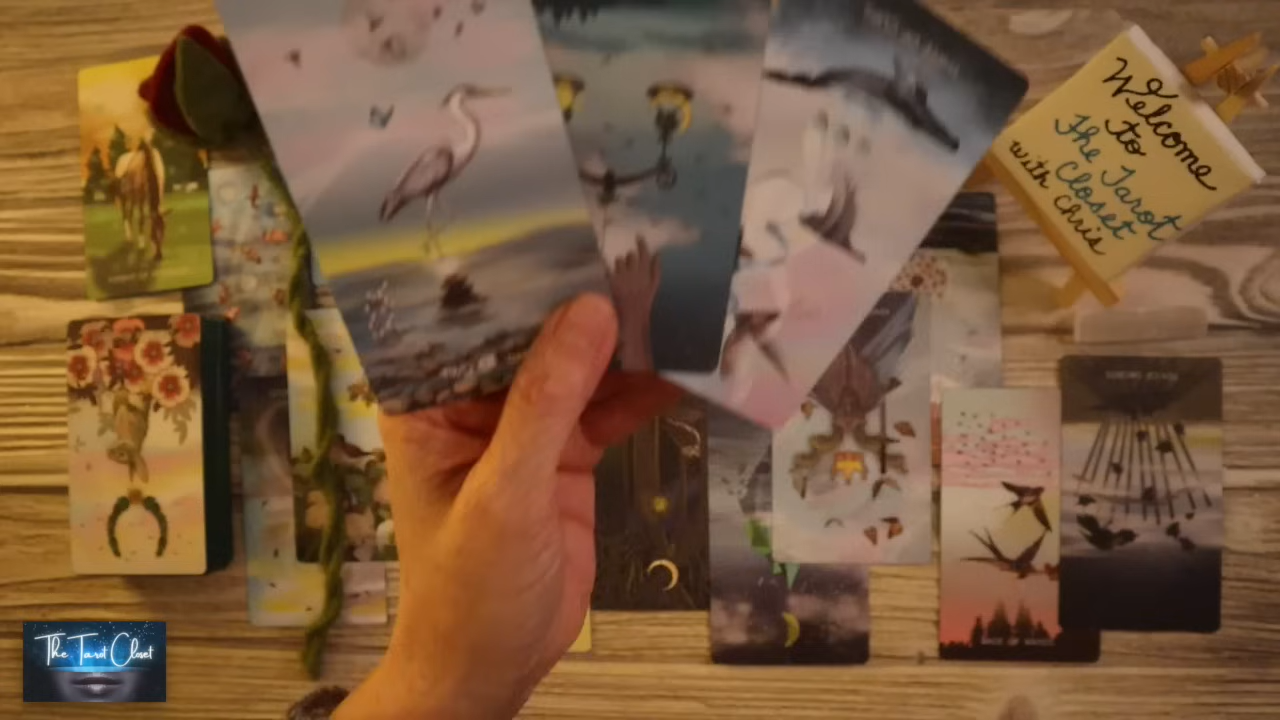 Welcome
to
The Tarot
Closet
with Chris
The Tarot Closet